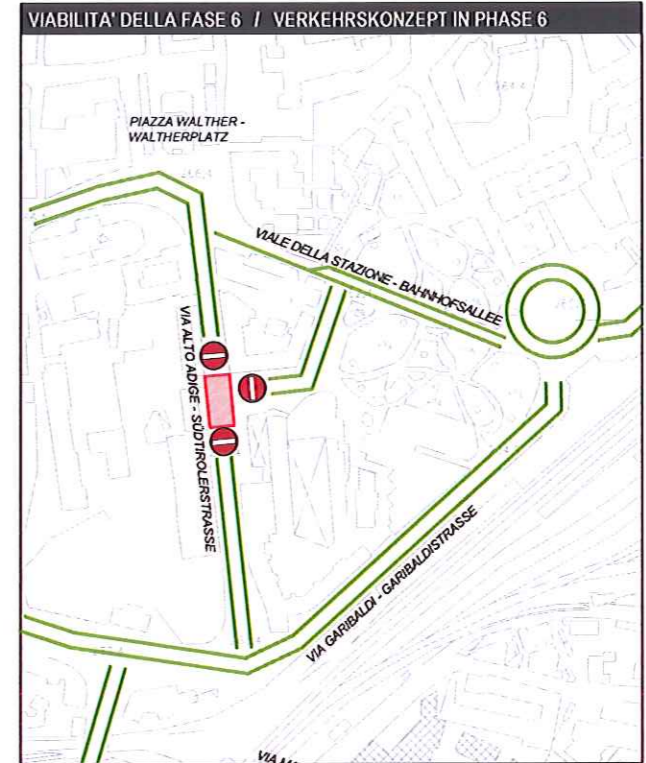 VIABILITA' DELLA FASE 6 / VERKEHRSKONZEPT IN PHASE 6
PIAZZA WALTHER -
WALTHERPLATZ
VIALE DELLA STAZIONE - BAHNHOFSALLEE
VIA ALTO ADIGE - SÜDTIROLERSTRASSE
VIA GARIBALDI - GARIBALDISTRASSE
VIA